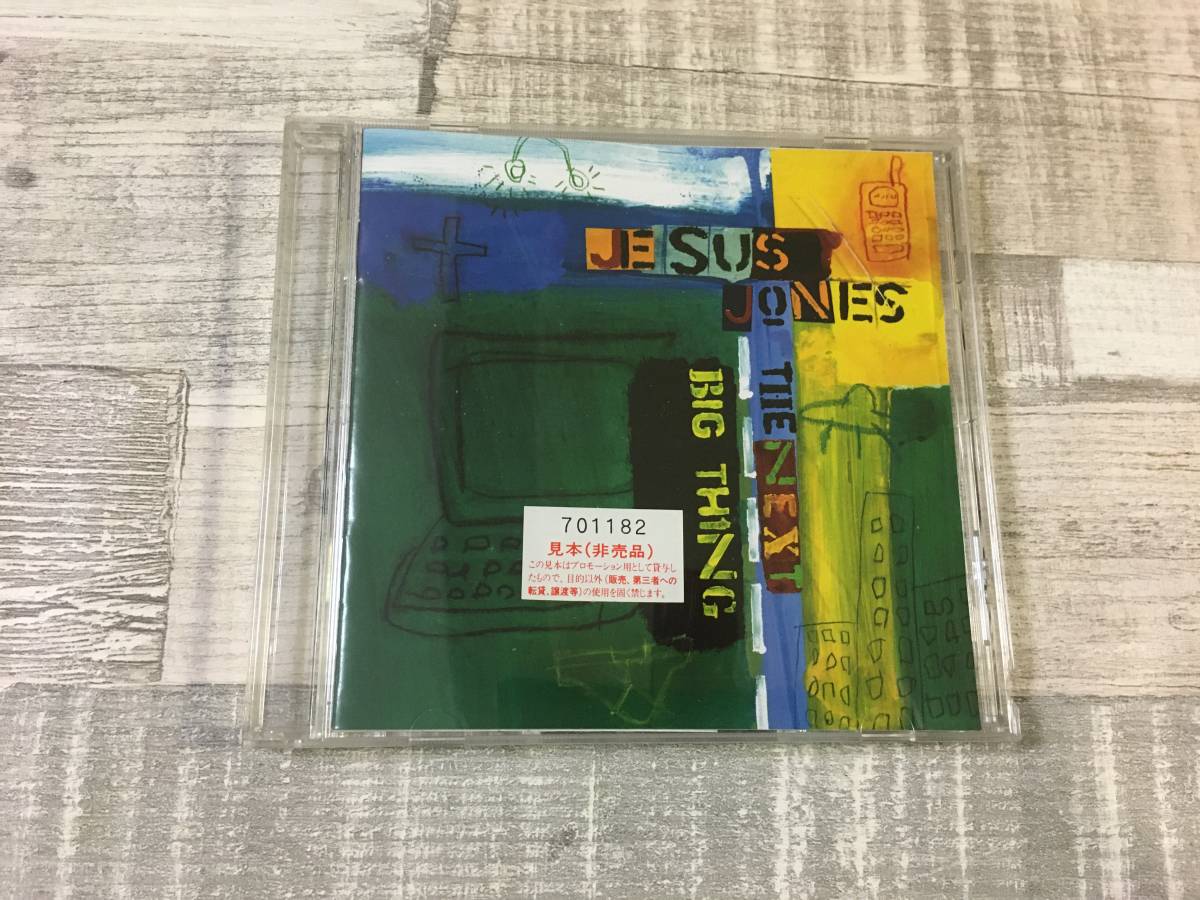 JESUS
JONES
THE NEXT
BIG THING
701182
見本(非売品)
この見本はプロモーション用として貸与し
たもので、目的以外(販売、第三者への
転貸、譲渡等)の使用を固く禁じます。